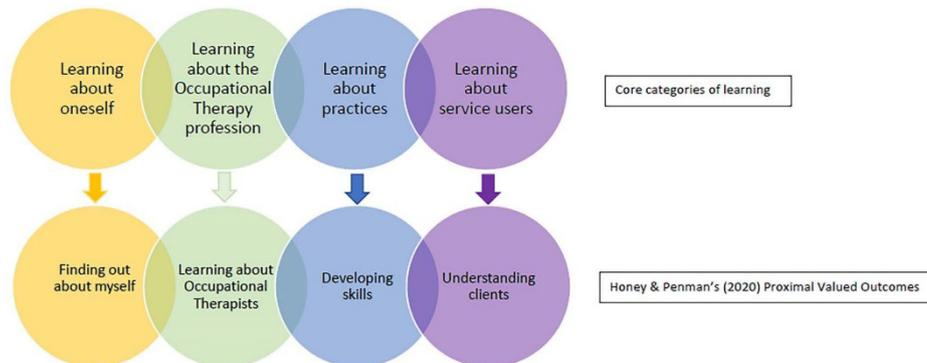 Learning
about
oneself
Learning
about the
Occupational
Therapy
profession
Learning
about
practices
Learning
about
service users
Core categories of learning
Finding out
about myself
Learning about
Occupational
Therapists
Developing
skills
Understanding
clients
Honey & Penman's (2020) Proximal Valued Outcomes